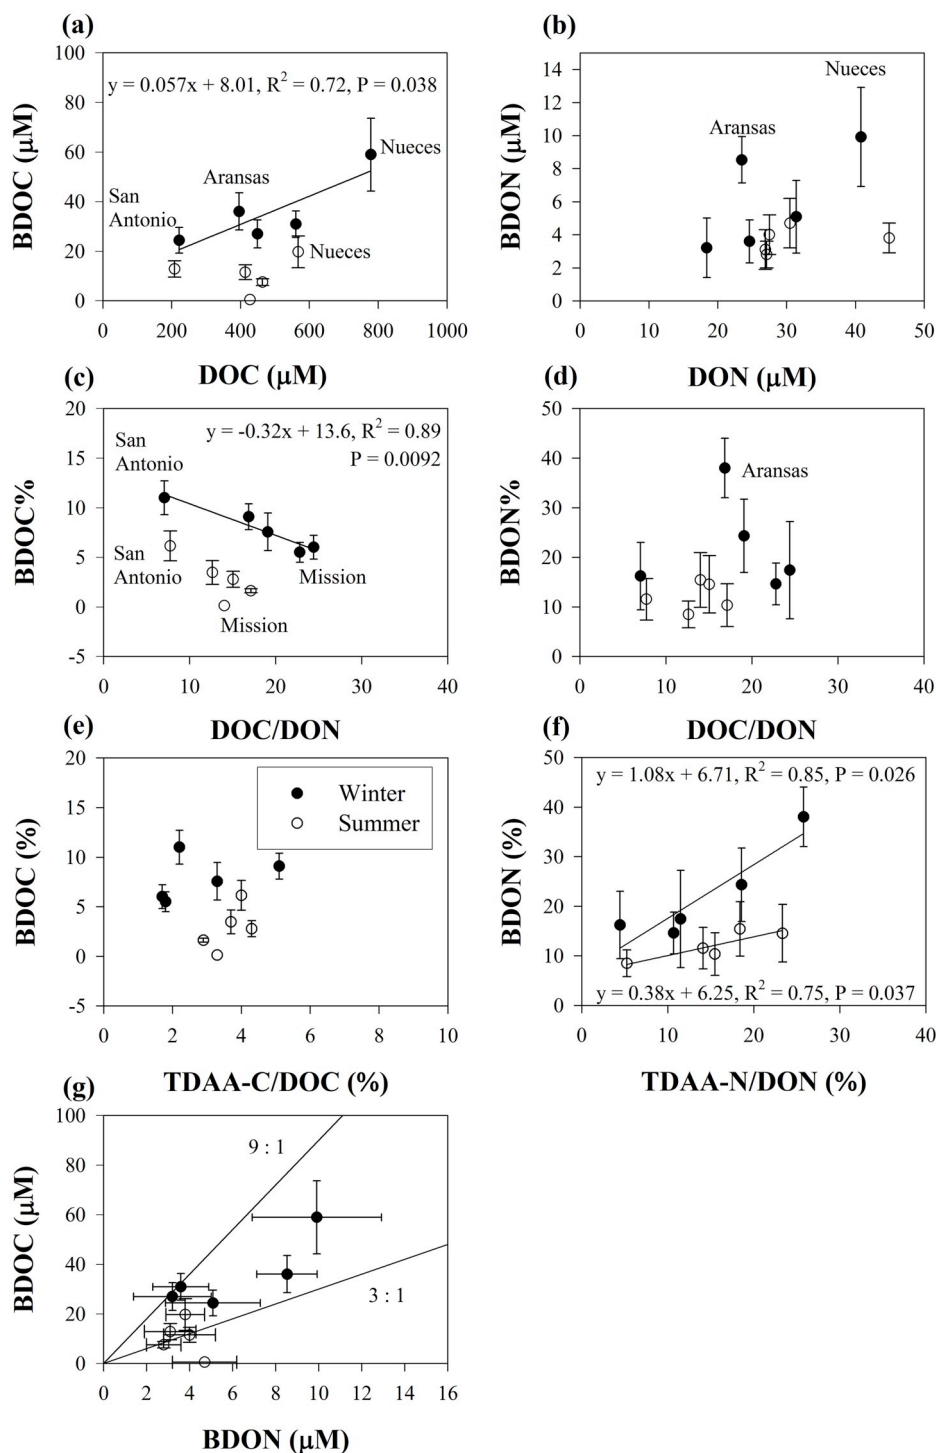 (a)
100
80
60
40
20
0
BDOC (μM)
y = 0.057x + 8.01, R² = 0.72, P = 0.038
San
Antonio
Aransas
Nueces
Nueces
0 200 400 600 800 1000
DOC (μM)
(b)
14
12
10
8
6
4
2
0
BDON (μM)
Aransas
Nueces
0 10 20 30 40 50
DON (μM)
(c)
20
15
10
5
0
-5
BDOC%
y = -0.32x + 13.6, R² = 0.89
P = 0.0092
San
Antonio
San
Antonio
Mission
Mission
0 10 20 30 40
DOC/DON
(d)
50
40
30
20
10
0
BDON%
Aransas
0 10 20 30 40
DOC/DON
(e)
20
15
10
5
0
-5
BDOC (%)
Winter
Summer
0 2 4 6 8 10
TDAA-C/DOC (%)
(f)
50
40
30
20
10
0
BDON (%)
y = 1.08x + 6.71, R² = 0.85, P = 0.026
y = 0.38x + 6.25, R² = 0.75, P = 0.037
0 10 20 30 40
TDAA-N/DON (%)
(g)
100
80
60
40
20
0
BDOC (μM)
9 : 1
3 : 1
0 2 4 6 8 10 12 14 16
BDON (μM)